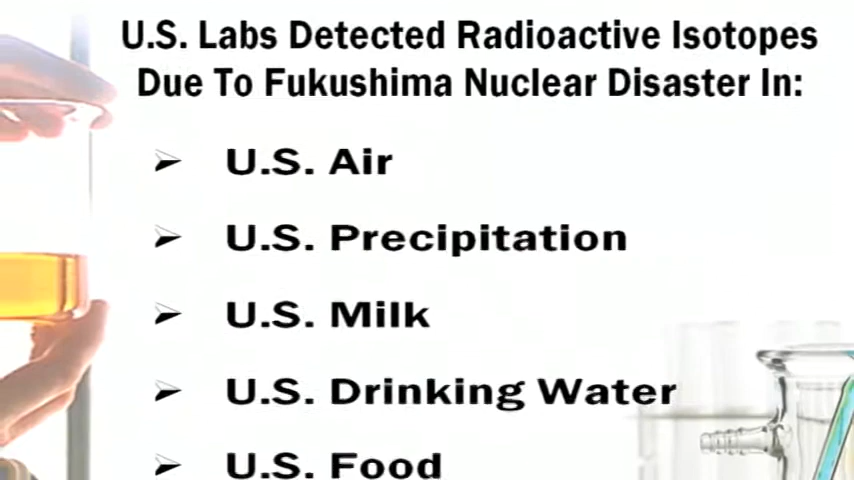 U.S. Labs Detected Radioactive Isotopes
Due To Fukushima Nuclear Disaster In:
➢ U.S. Air
➢ U.S. Precipitation
➢ U.S. Milk
➢ U.S. Drinking Water
➢ U.S. Food